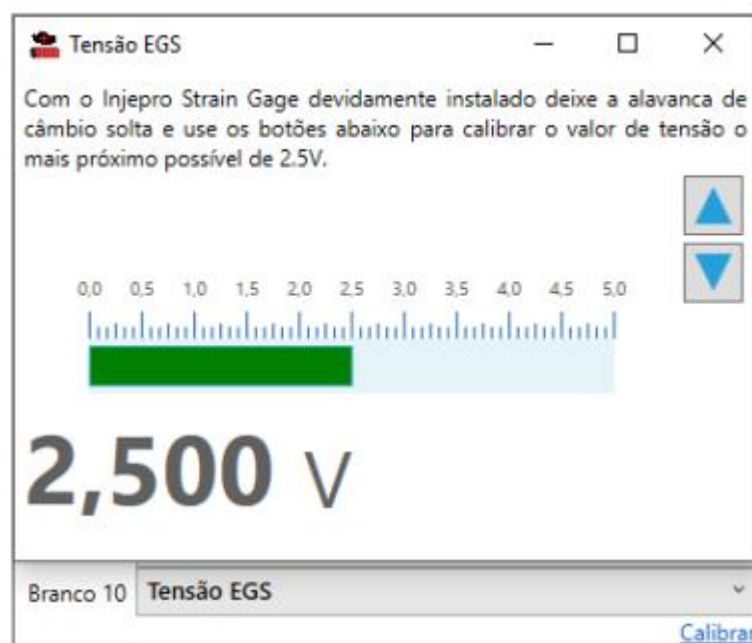 Tensão EGS
Com o Injepro Strain Gage devidamente instalado deixe a alavanca de
câmbio solta e use os botões abaixo para calibrar o valor de tensão o
mais próximo possível de 2.5V.
0,0 0,5 1,0 1,5 2,0 2,5 3,0 3,5 4,0 4,5 5,0
2,500 V
Branco 10 Tensão EGS
Calibrar